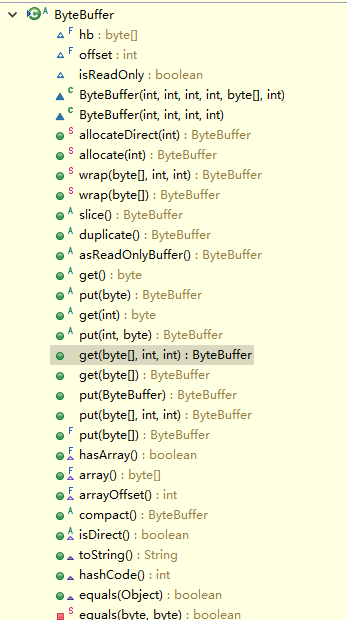 ByteBuffer
hb : byte[]
offset : int
isReadOnly : boolean
ByteBuffer(int, int, int, int, byte[], int)
ByteBuffer(int, int, int, int)
allocateDirect(int) : ByteBuffer
allocate(int) : ByteBuffer
wrap(byte[], int, int) : ByteBuffer
wrap(byte[]) : ByteBuffer
slice() : ByteBuffer
duplicate() : ByteBuffer
asReadOnlyBuffer() : ByteBuffer
get() : byte
put(byte) : ByteBuffer
get(int) : byte
put(int, byte) : ByteBuffer
get(byte[], int, int) : ByteBuffer
get(byte[]) : ByteBuffer
put(ByteBuffer) : ByteBuffer
put(byte[], int, int) : ByteBuffer
put(byte[]) : ByteBuffer
hasArray() : boolean
array() : byte[]
arrayOffset() : int
compact() : ByteBuffer
isDirect() : boolean
toString() : String
hashCode() : int
equals(Object) : boolean
equals(byte, byte) : boolean